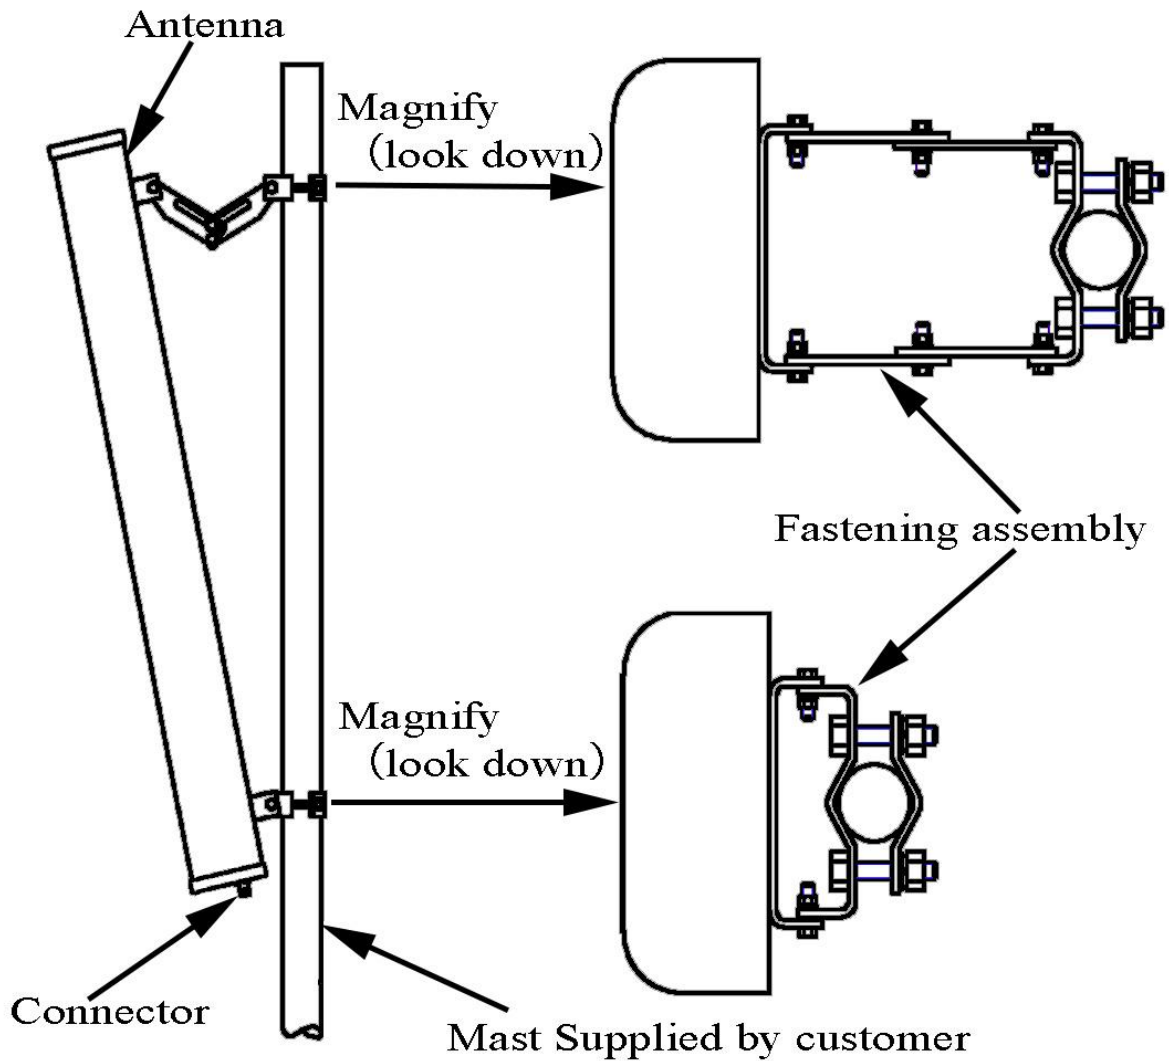 Antenna
Magnify
（look down）
Fastening assembly
Magnify
（look down）
Connector
Mast Supplied by customer